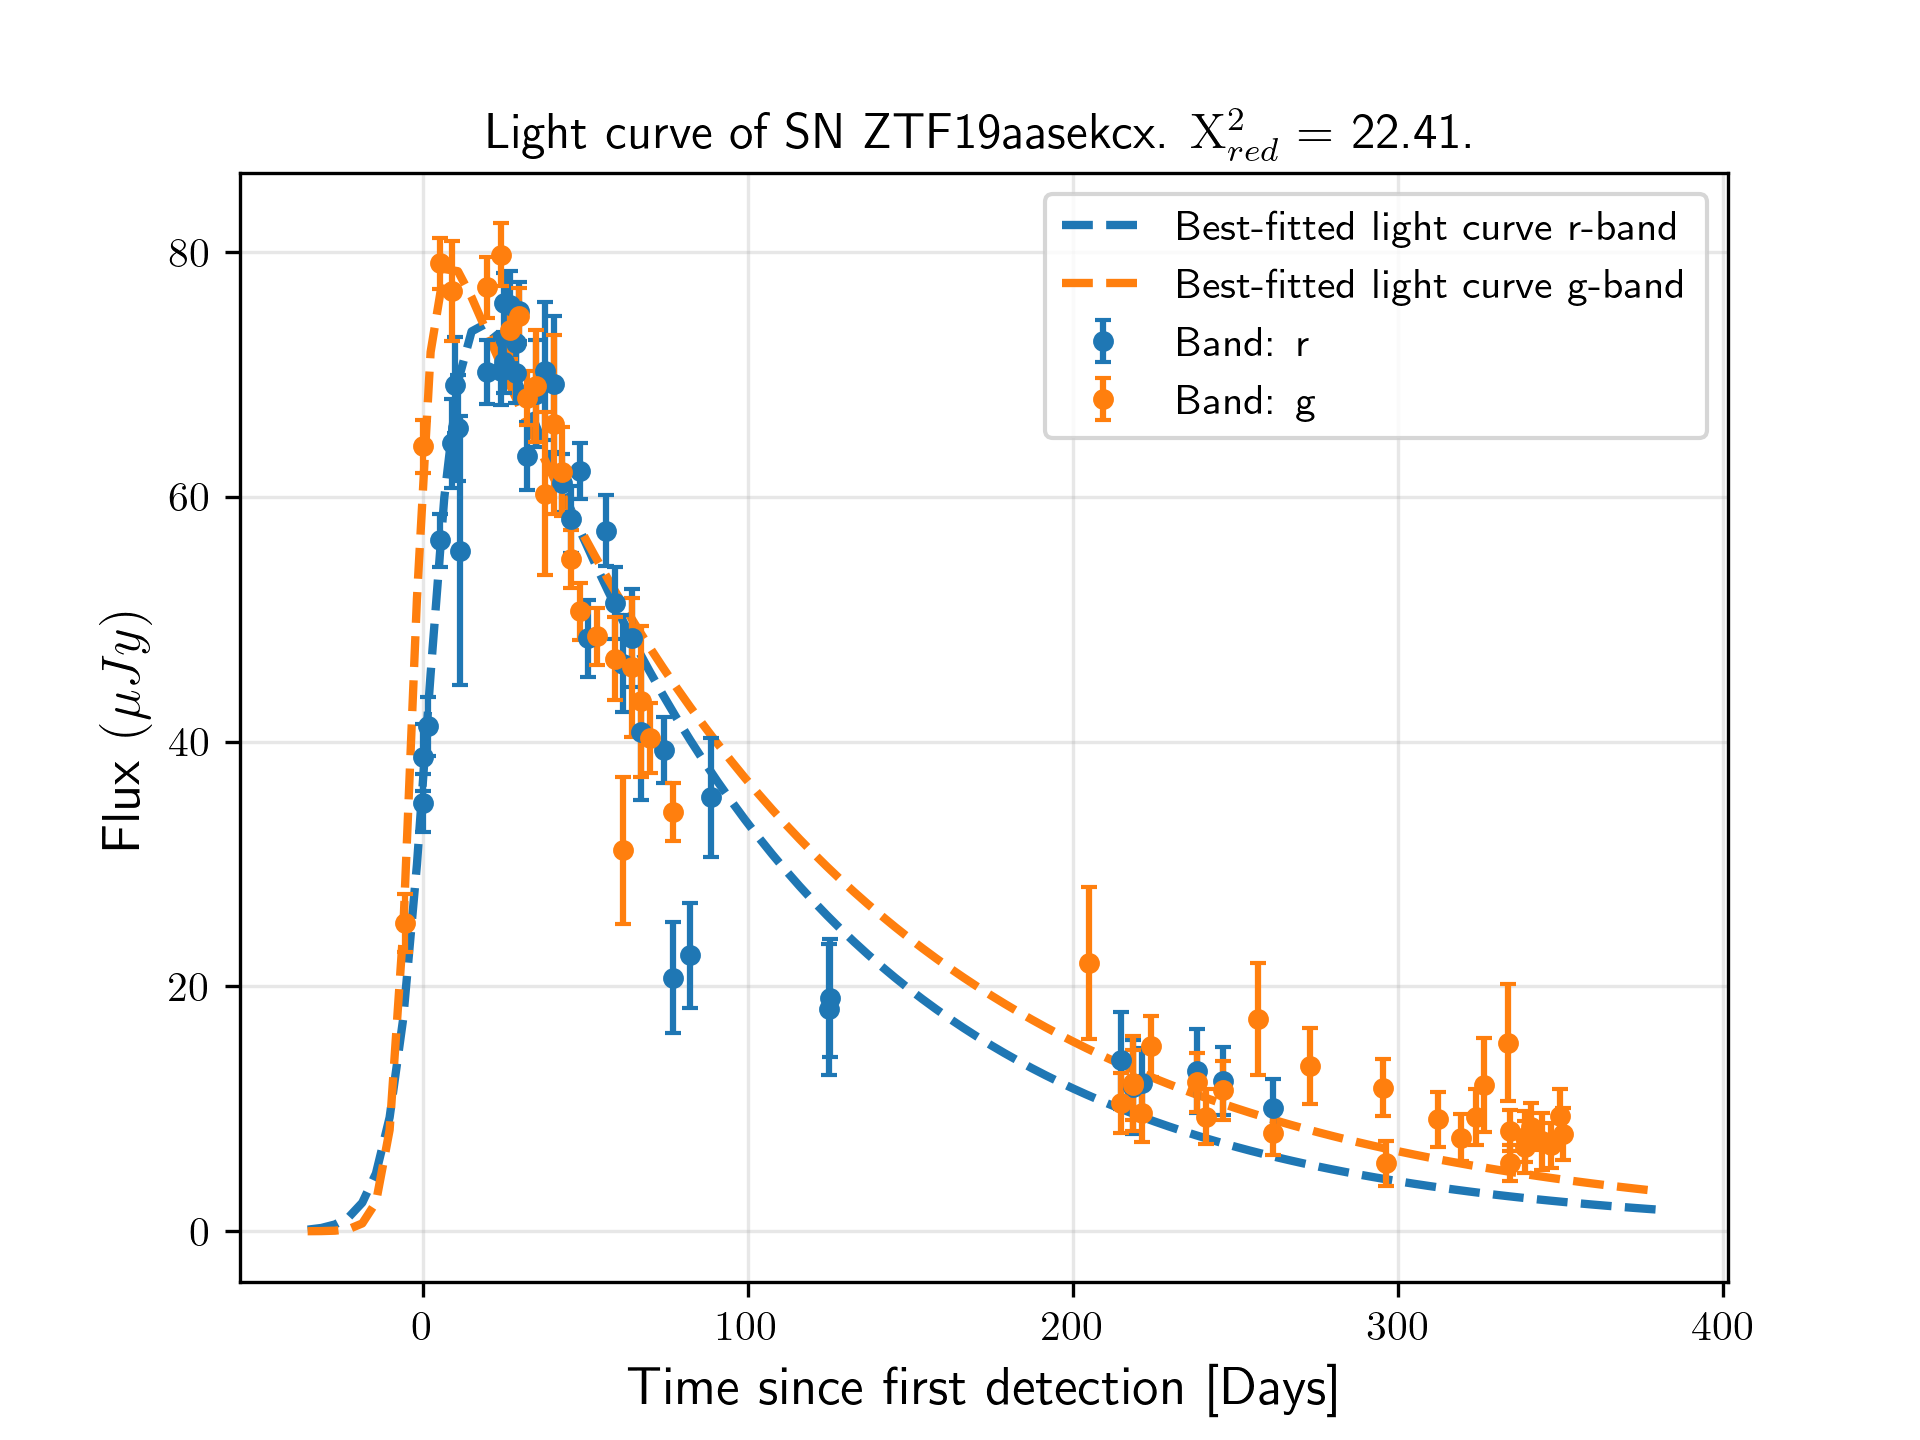 Light curve of SN ZTF19aasekcx. X²_red = 22.41.
Best-fitted light curve r-band
Best-fitted light curve g-band
Band: r
Band: g
Flux (μJy)
80
60
40
20
0
0 100 200 300 400
Time since first detection [Days]